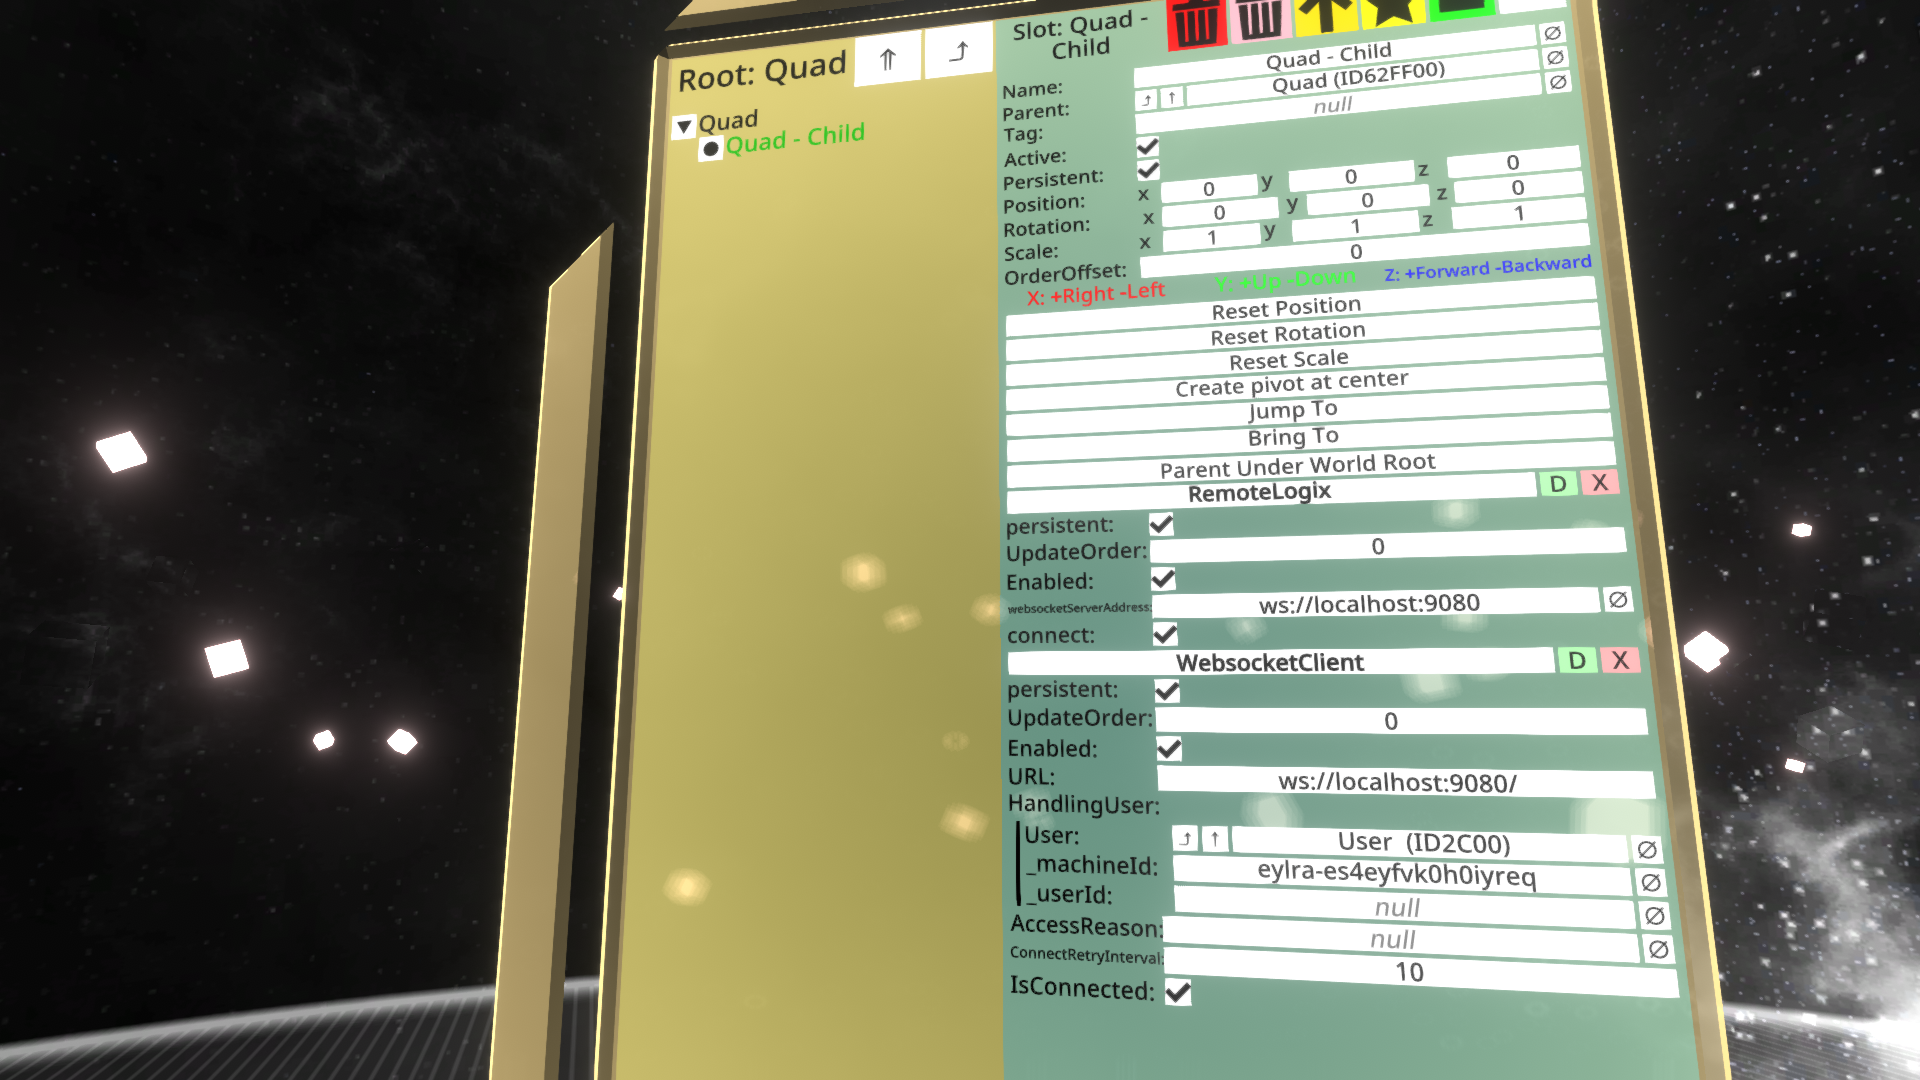 Root: Quad
Quad
Quad - Child
Slot: Quad -
Child
Name: Quad - Child
Parent: Quad (ID62FF00)
Tag: null
Active:
Persistent:
Position: x 0 y 0 z 0
Rotation: x 0 y 0 z 0
Scale: x 1 y 1 z 1
OrderOffset: 0
X: +Right -Left Y: +Up -Down Z: +Forward -Backward
Reset Position
Reset Rotation
Reset Scale
Create pivot at center
Jump To
Bring To
Parent Under World Root
RemoteLogix D X
persistent:
UpdateOrder: 0
Enabled:
websocketServerAddress: ws://localhost:9080
connect:
WebsocketClient D X
persistent:
UpdateOrder: 0
Enabled:
URL: ws://localhost:9080/
HandlingUser:
User: User (ID2C00)
_machineId: eylra-es4eyfvk0h0iyreq
_userId: null
AccessReason: null
ConnectRetryInterval: 10
IsConnected: